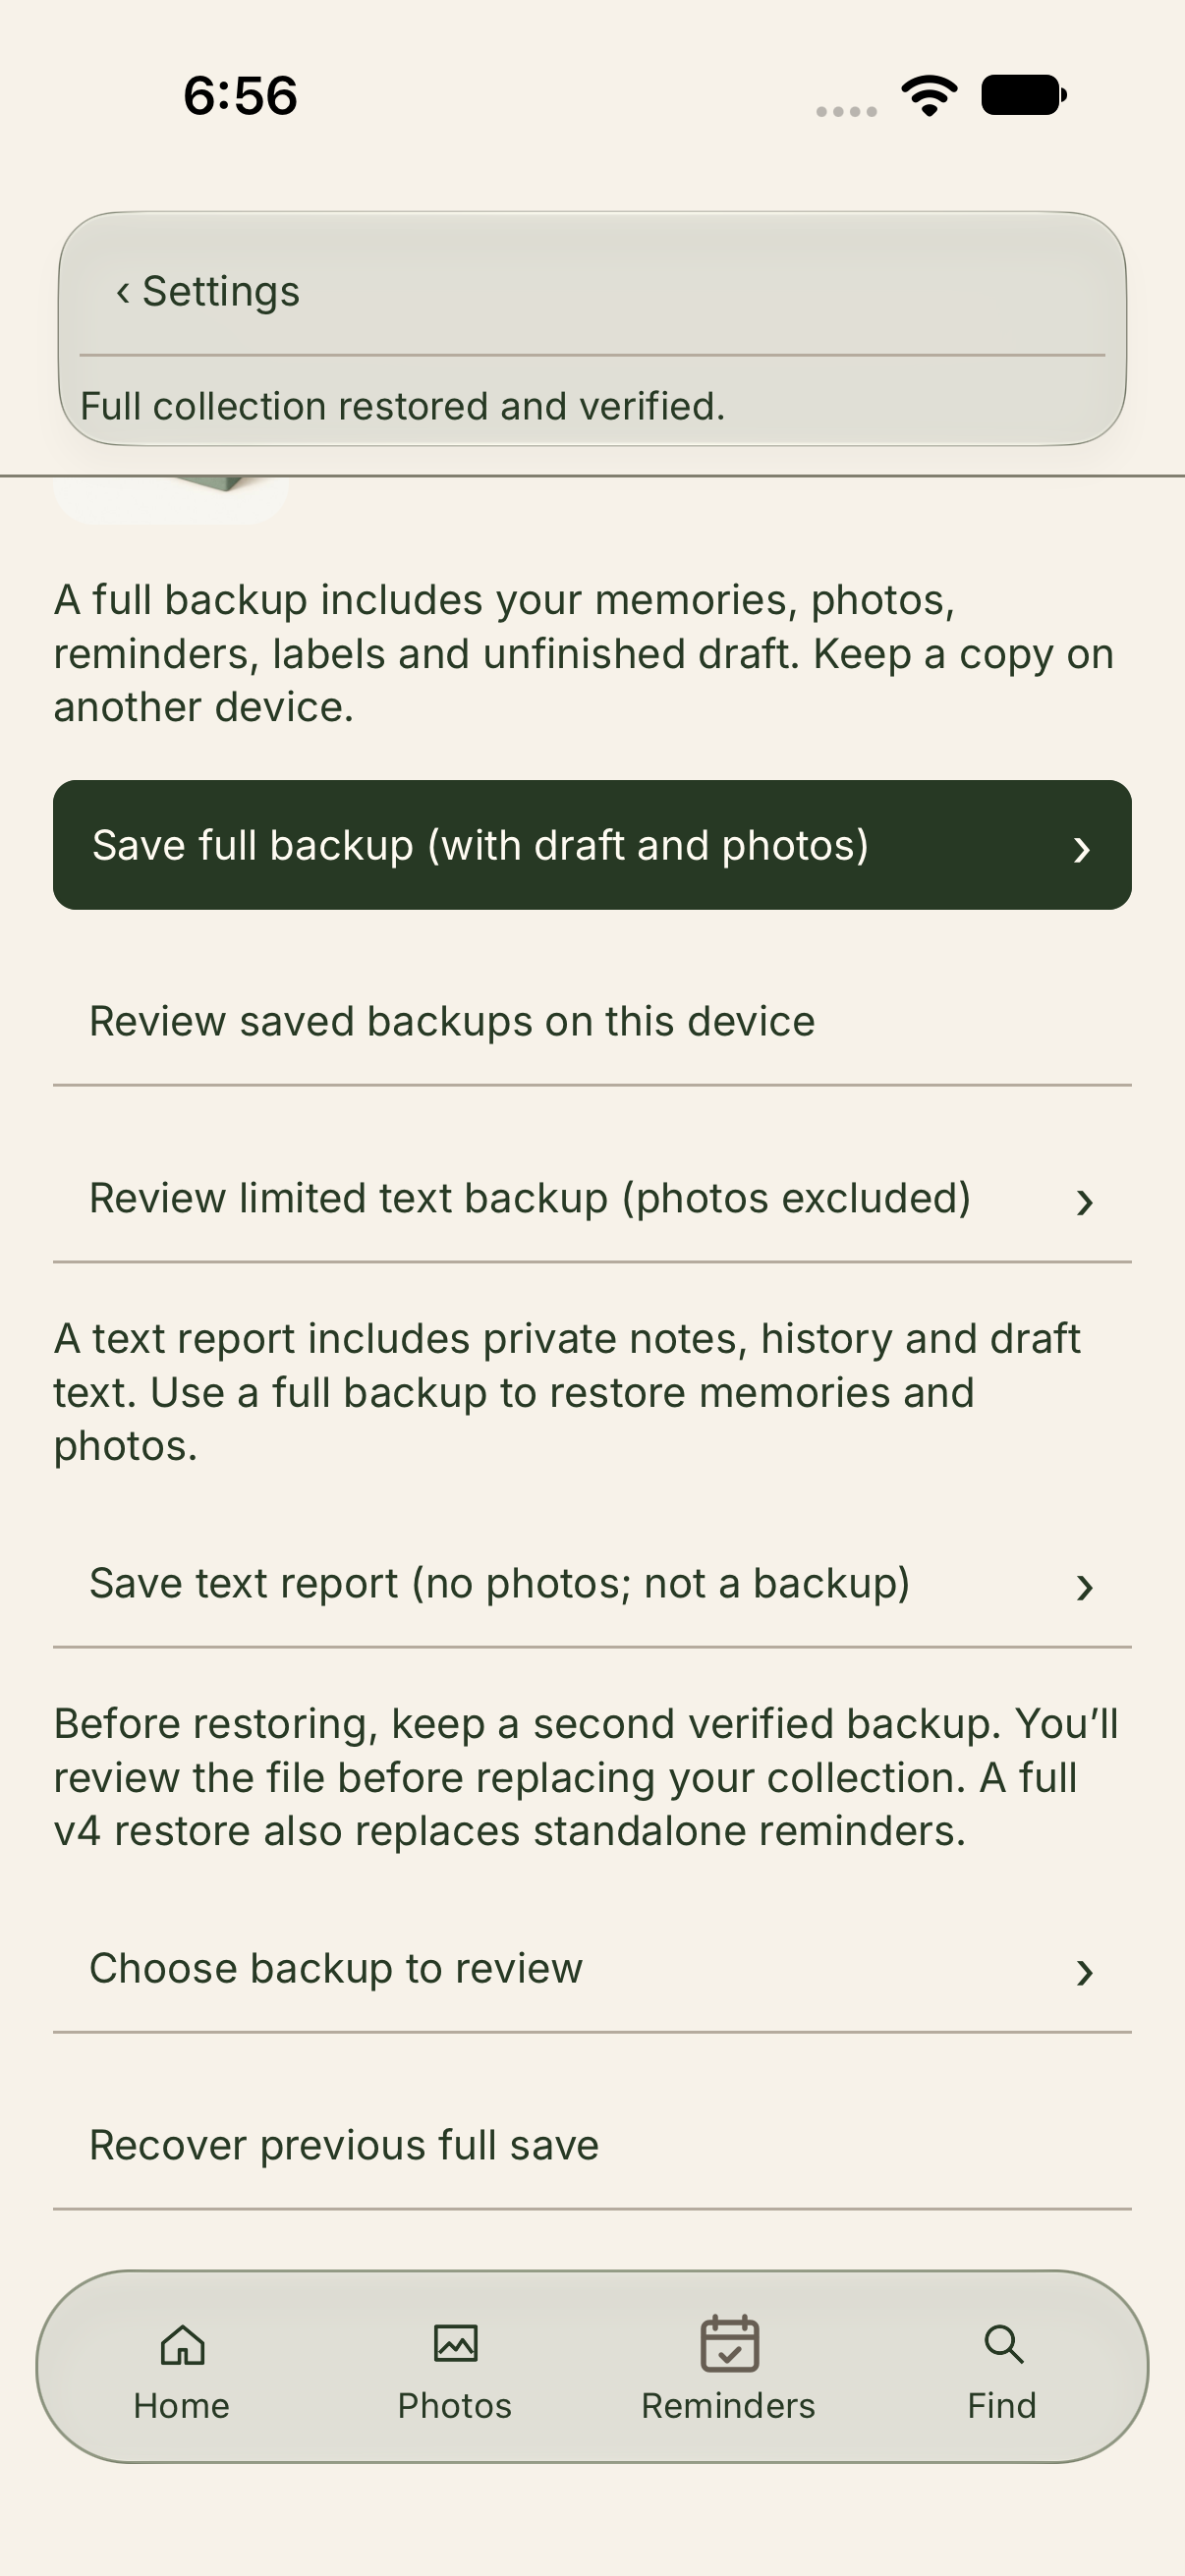 6:56
‹ Settings
Full collection restored and verified.
A full backup includes your memories, photos,
reminders, labels and unfinished draft. Keep a copy on
another device.
Save full backup (with draft and photos) ›
Review saved backups on this device
Review limited text backup (photos excluded) ›
A text report includes private notes, history and draft
text. Use a full backup to restore memories and
photos.
Save text report (no photos; not a backup) ›
Before restoring, keep a second verified backup. You’ll
review the file before replacing your collection. A full
v4 restore also replaces standalone reminders.
Choose backup to review ›
Recover previous full save
Home Photos Reminders Find